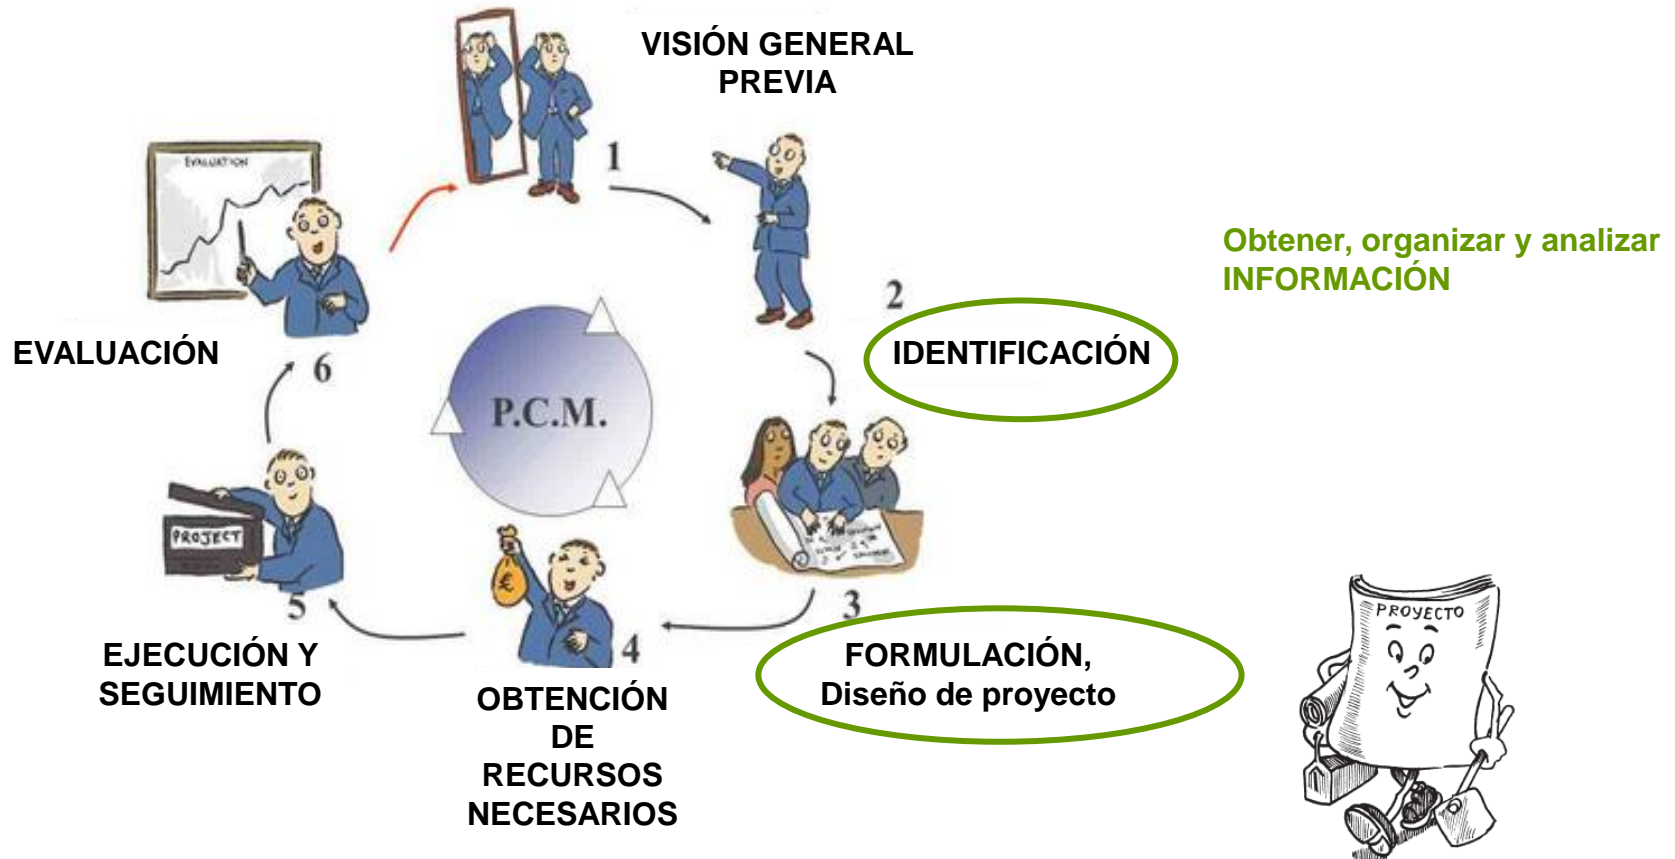 VISIÓN GENERAL
PREVIA
1
EVALUATION
Obtener, organizar y analizar
INFORMACIÓN
2
IDENTIFICACIÓN
EVALUACIÓN
6
P.C.M.
PROJECT
5
EJECUCIÓN Y
SEGUIMIENTO
€
4
OBTENCIÓN
DE
RECURSOS
NECESARIOS
3
FORMULACIÓN,
Diseño de proyecto
PROYECTO